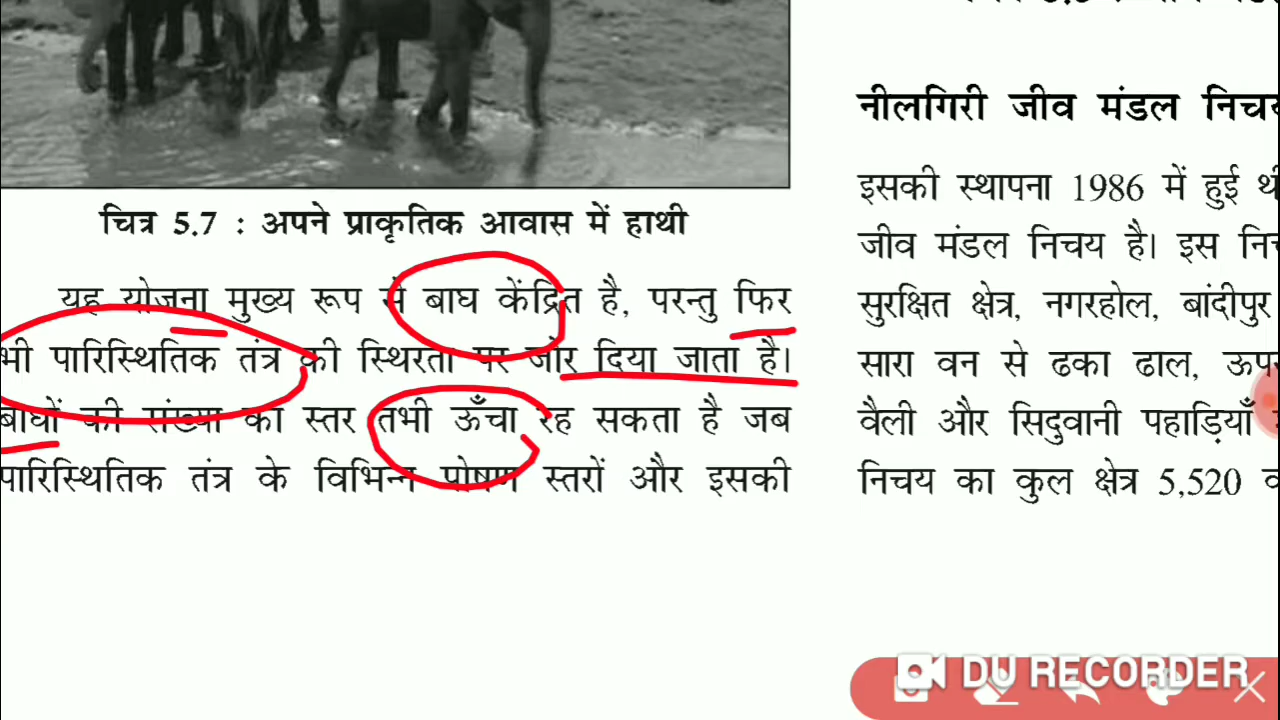 चित्र 5.7 : अपने प्राकृतिक आवास में हाथी
यह योजना मुख्य रूप से बाघ केंद्रित है, परन्तु फिर
भी पारिस्थितिक तंत्र की स्थिरता पर जोर दिया जाता है।
बाघों की संख्या का स्तर तभी ऊँचा रह सकता है जब
पारिस्थितिक तंत्र के विभिन्न पोषण स्तरों और इसकी
नीलगिरी जीव मंडल
इसकी स्थापना 1986 में हुई
जीव मंडल निचय है। इस
सुरक्षित क्षेत्र, नगरहोल, बांदीपुर
सारा वन से ढका ढाल,
वैली और सिदुवानी पहाड़ियाँ
निचय का कुल क्षेत्र 5,520
DU RECORDER